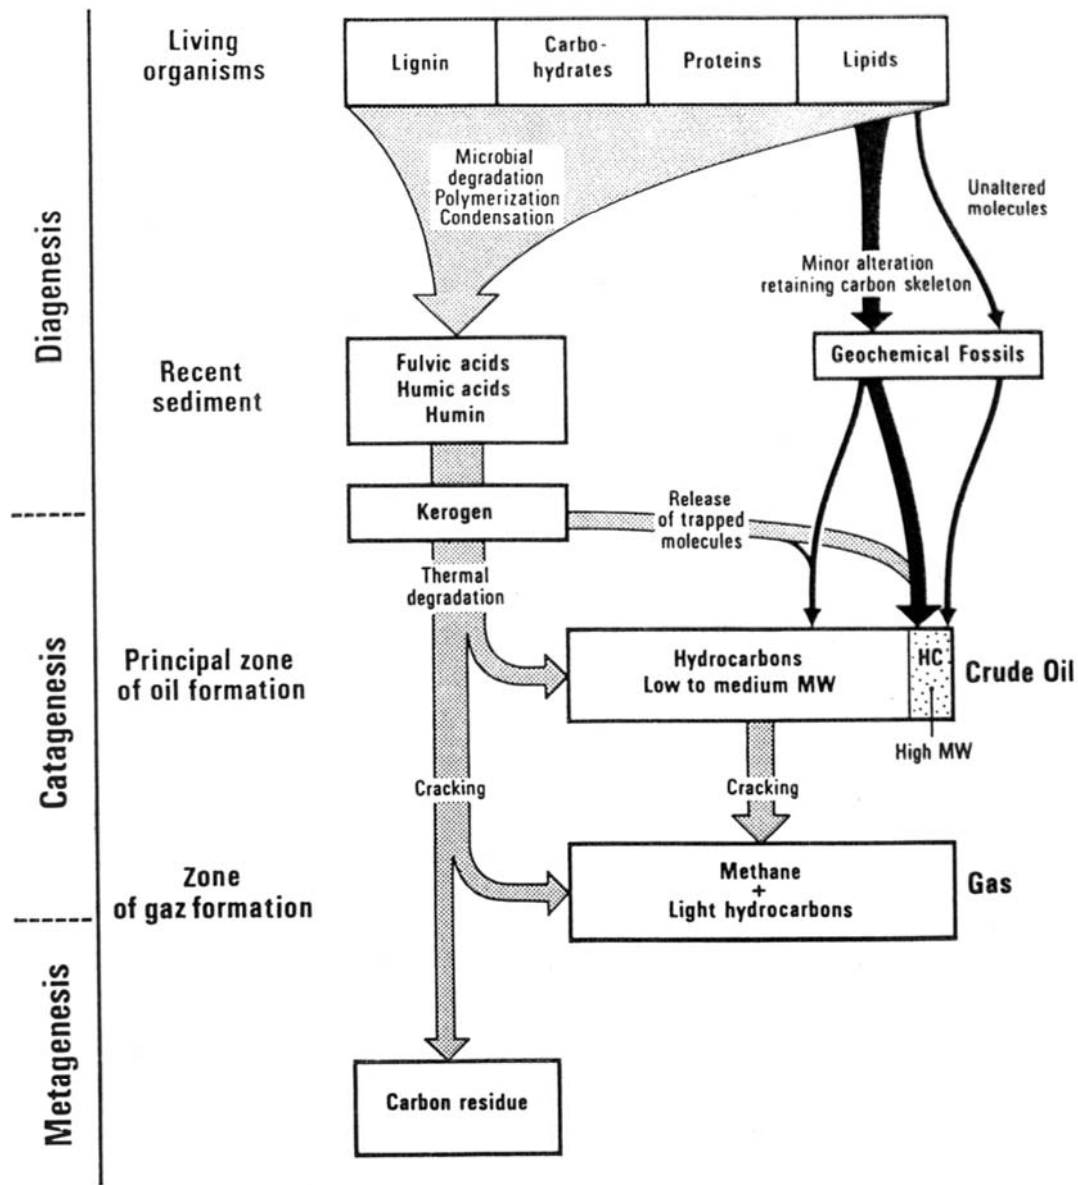 Living
organisms
Lignin
Carbo-
hydrates
Proteins
Lipids
Microbial
degradation
Polymerization
Condensation
Unaltered
molecules
Minor alteration
retaining carbon skeleton
Diagenesis
Recent
sediment
Fulvic acids
Humic acids
Humin
Geochemical Fossils
Kerogen
Release
of trapped
molecules
Thermal
degradation
Catagenesis
Principal zone
of oil formation
Hydrocarbons
Low to medium MW
HC
Crude Oil
High MW
Cracking
Cracking
Zone
of gaz formation
Methane
+
Light hydrocarbons
Gas
Metagenesis
Carbon residue